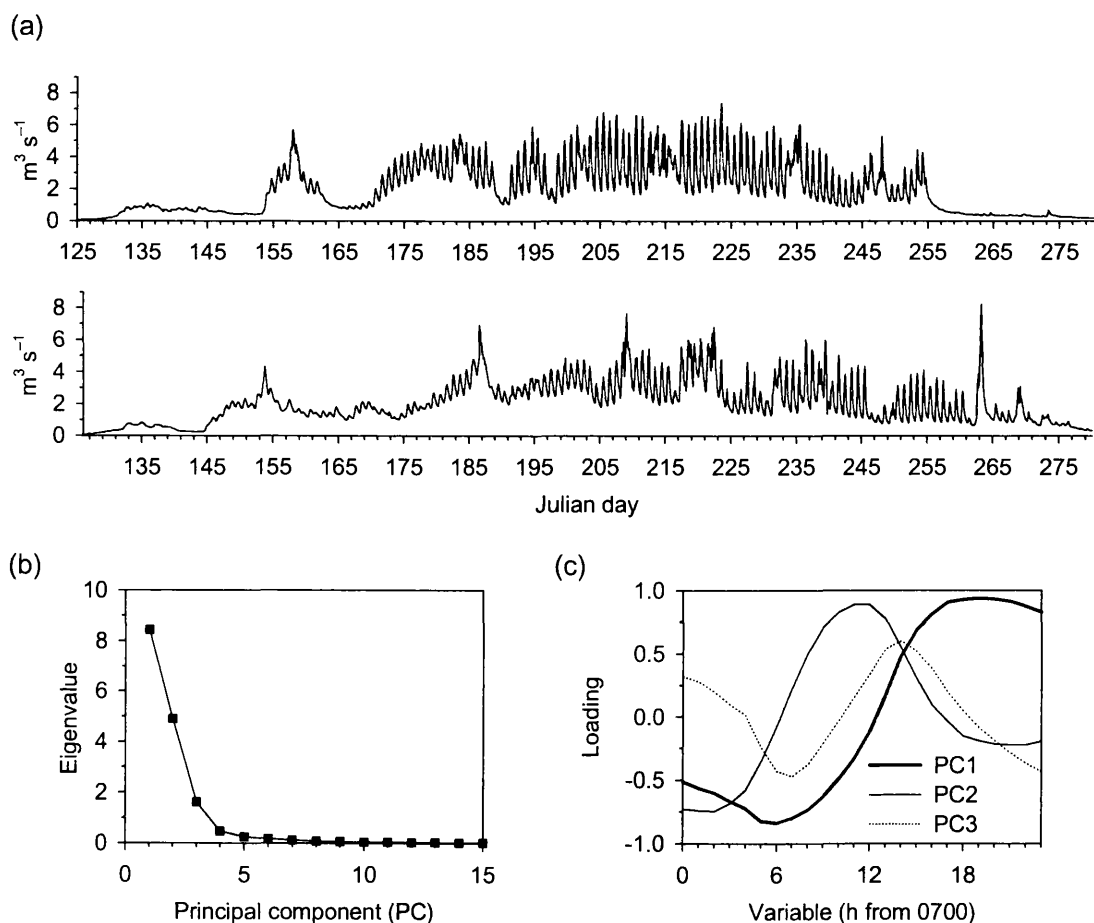 (a)
8
6
4
2
0
m³ s⁻¹
125 135 145 155 165 175 185 195 205 215 225 235 245 255 265 275
8
6
4
2
0
m³ s⁻¹
135 145 155 165 175 185 195 205 215 225 235 245 255 265 275
Julian day
(b)
10
8
6
4
2
0
Eigenvalue
0 5 10 15
Principal component (PC)
(c)
1.0
0.5
0.0
-0.5
-1.0
Loading
PC1
PC2
PC3
0 6 12 18
Variable (h from 0700)